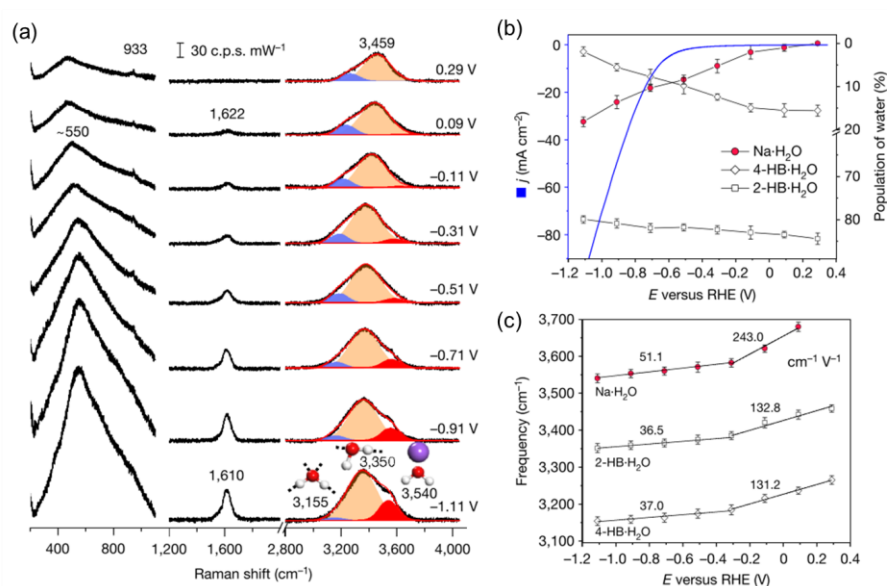 (a)
30 c.p.s. mW⁻¹
933
3,459
0.29 V
~550
1,622
0.09 V
−0.11 V
−0.31 V
−0.51 V
−0.71 V
−0.91 V
1,610
3,155
3,350
3,540
−1.11 V
400 800 1,200 1,600 2,800 3,200 3,600 4,000
Raman shift (cm⁻¹)
(b)
0 −20 −40 −60 −80
j (mA cm⁻²)
0 10 20 80 90
Population of water (%)
Na·H₂O
4-HB·H₂O
2-HB·H₂O
−1.2 −1.0 −0.8 −0.6 −0.4 −0.2 0 0.2 0.4
E versus RHE (V)
(c)
3,700 3,600 3,500 3,400 3,300 3,200 3,100
Frequency (cm⁻¹)
243.0
cm⁻¹ V⁻¹
51.1
Na·H₂O
132.8
36.5
2-HB·H₂O
131.2
37.0
4-HB·H₂O
−1.2 −1.0 −0.8 −0.6 −0.4 −0.2 0 0.2 0.4
E versus RHE (V)